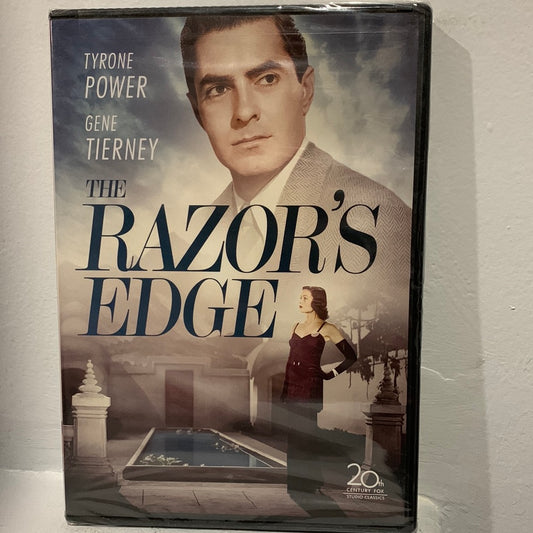 TYRONE
POWER
GENE
TIERNEY
THE
RAZOR'S
EDGE
20th
CENTURY FOX
STUDIO CLASSICS